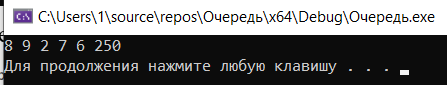 C:\Users\1\source\repos\Очередь\x64\Debug\Очередь.exe
8 9 2 7 6 250
Для продолжения нажмите любую клавишу . . .